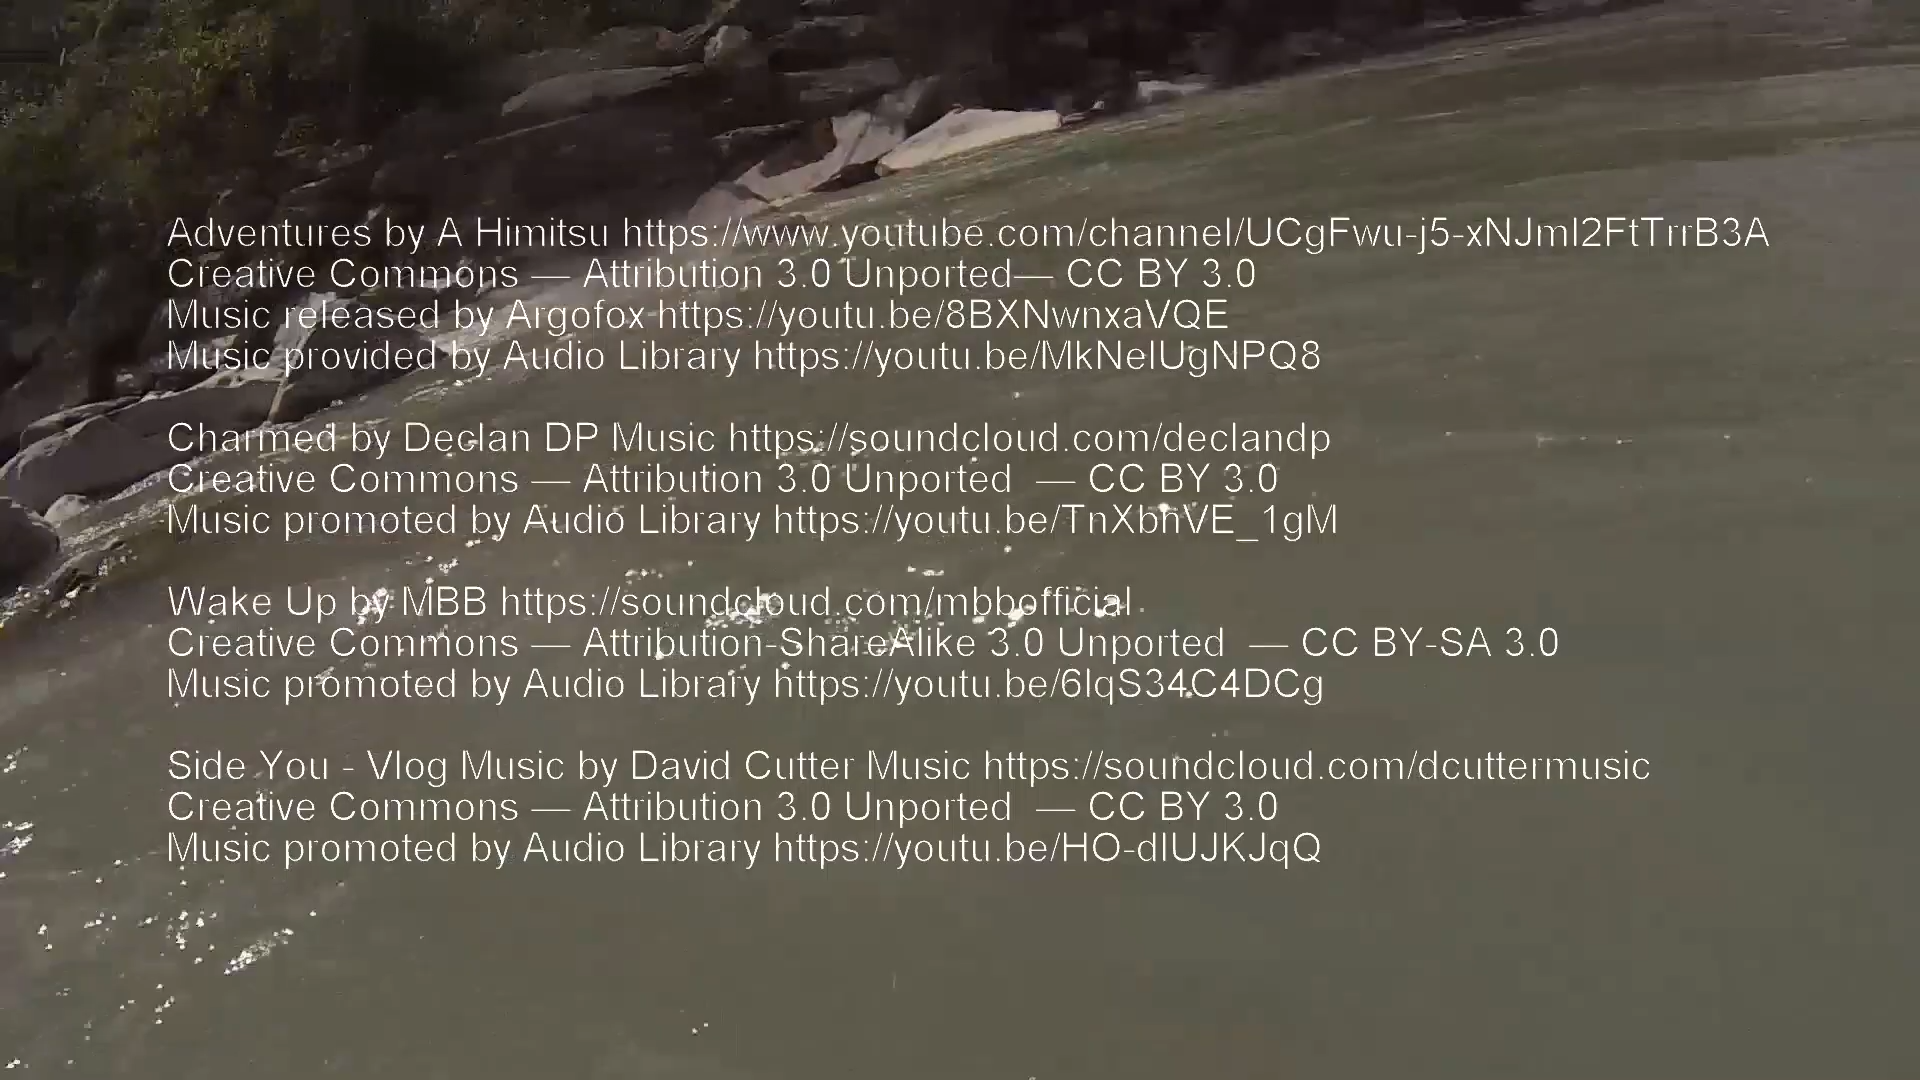 Adventures by A Himitsu https://www.youtube.com/channel/UCgFwu-j5-xNJml2FtTrrB3A
Creative Commons — Attribution 3.0 Unported— CC BY 3.0
Music released by Argofox https://youtu.be/8BXNwnxaVQE
Music provided by Audio Library https://youtu.be/MkNeIUgNPQ8
Charmed by Declan DP Music https://soundcloud.com/declandp
Creative Commons — Attribution 3.0 Unported — CC BY 3.0
Music promoted by Audio Library https://youtu.be/TnXbhVE_1gM
Wake Up by MBB https://soundcloud.com/mbbofficial
Creative Commons — Attribution-ShareAlike 3.0 Unported — CC BY-SA 3.0
Music promoted by Audio Library https://youtu.be/6lqS34C4DCg
Side You - Vlog Music by David Cutter Music https://soundcloud.com/dcuttermusic
Creative Commons — Attribution 3.0 Unported — CC BY 3.0
Music promoted by Audio Library https://youtu.be/HO-dIUJKJqQ